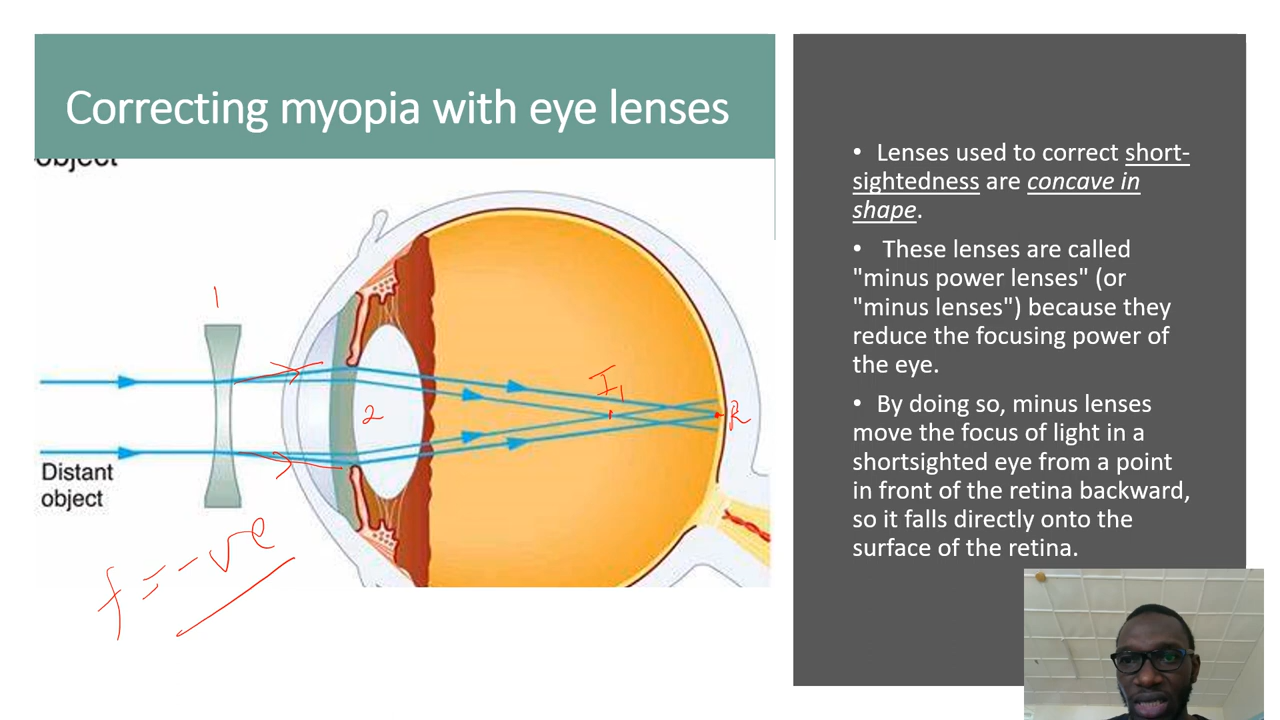 Correcting myopia with eye lenses
object
1
I1
2
R
Distant
object
f = -ve
• Lenses used to correct short-
sightedness are concave in
shape.
• These lenses are called
"minus power lenses" (or
"minus lenses") because they
reduce the focusing power of
the eye.
• By doing so, minus lenses
move the focus of light in a
shortsighted eye from a point
in front of the retina backward,
so it falls directly onto the
surface of the retina.